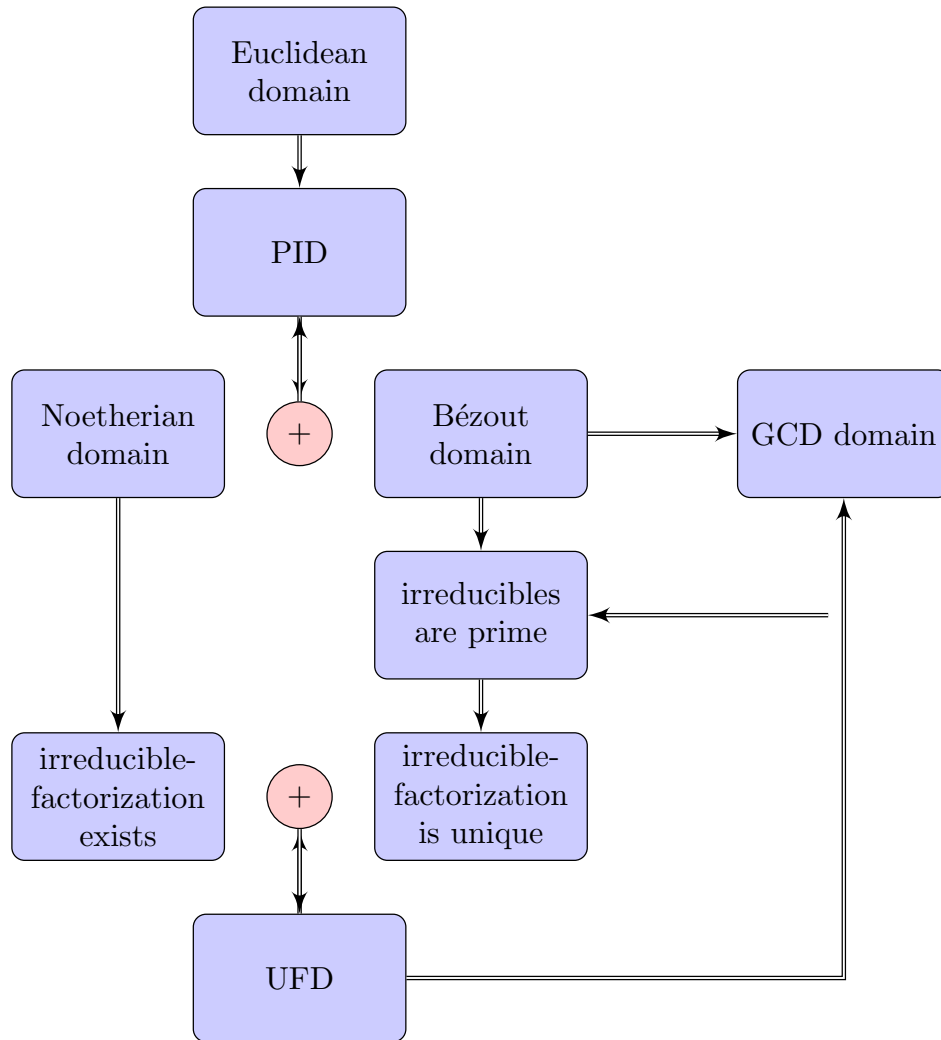 Euclidean
domain
PID
Noetherian
domain
+
Bézout
domain
GCD domain
irreducibles
are prime
irreducible-
factorization
exists
+
irreducible-
factorization
is unique
UFD